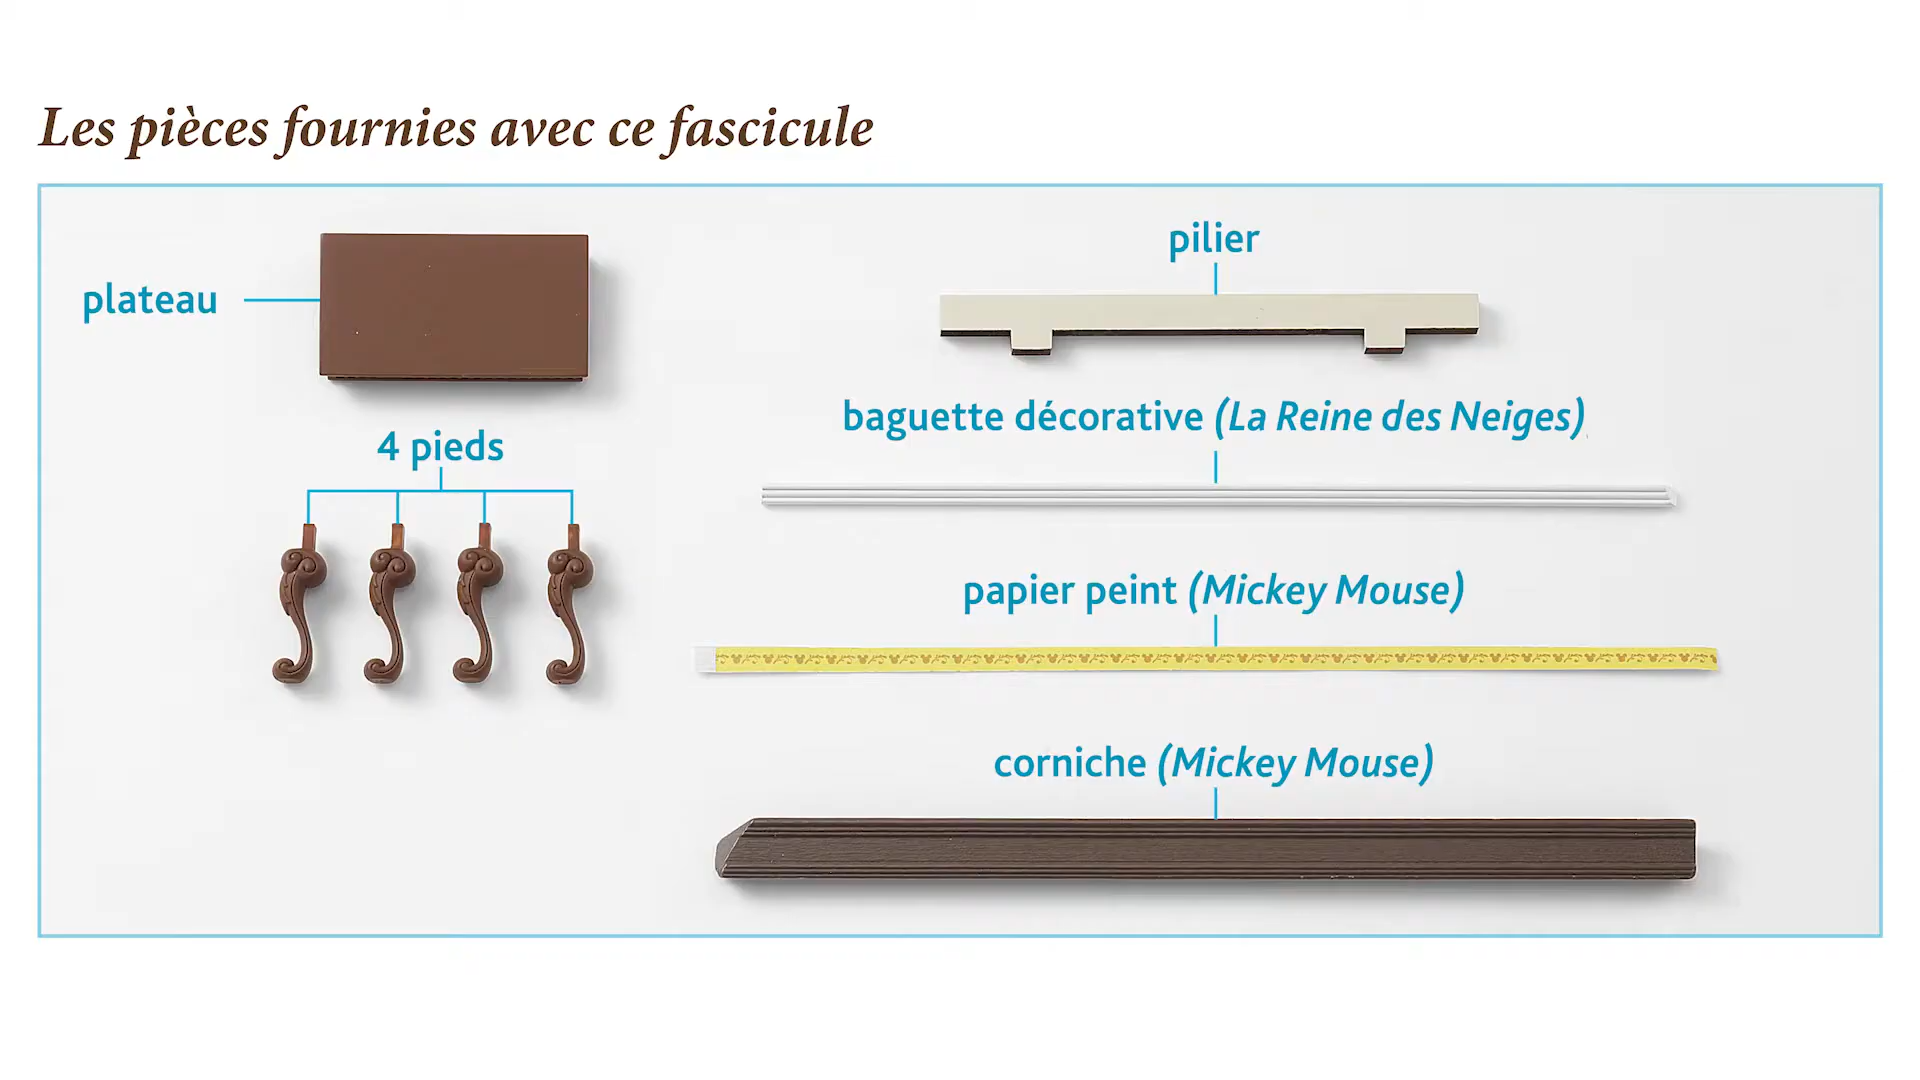 Les pièces fournies avec ce fascicule
plateau
4 pieds
pilier
baguette décorative (La Reine des Neiges)
papier peint (Mickey Mouse)
corniche (Mickey Mouse)